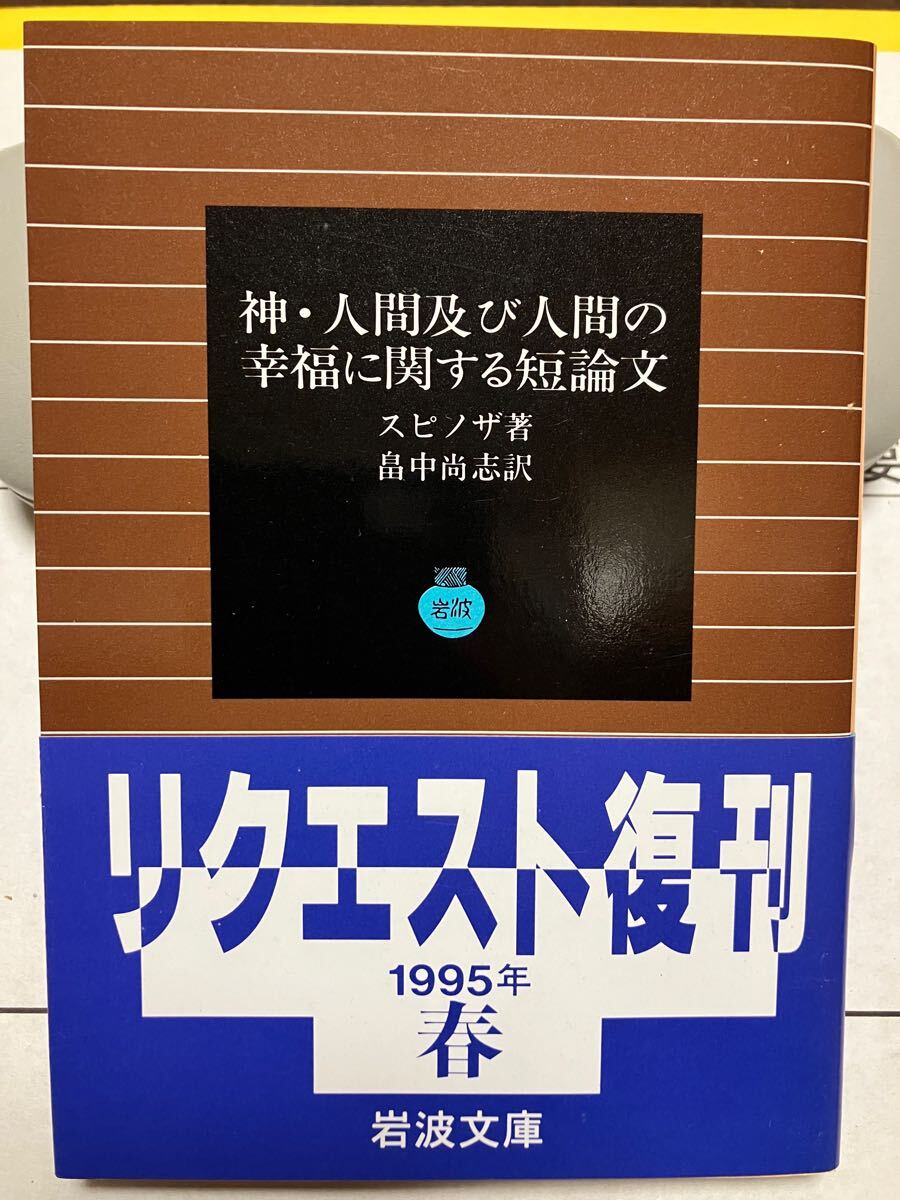 神・人間及び人間の
幸福に関する短論文
スピノザ著
畠中尚志訳
岩波
リクエスト復刊
1995年
春
岩波文庫